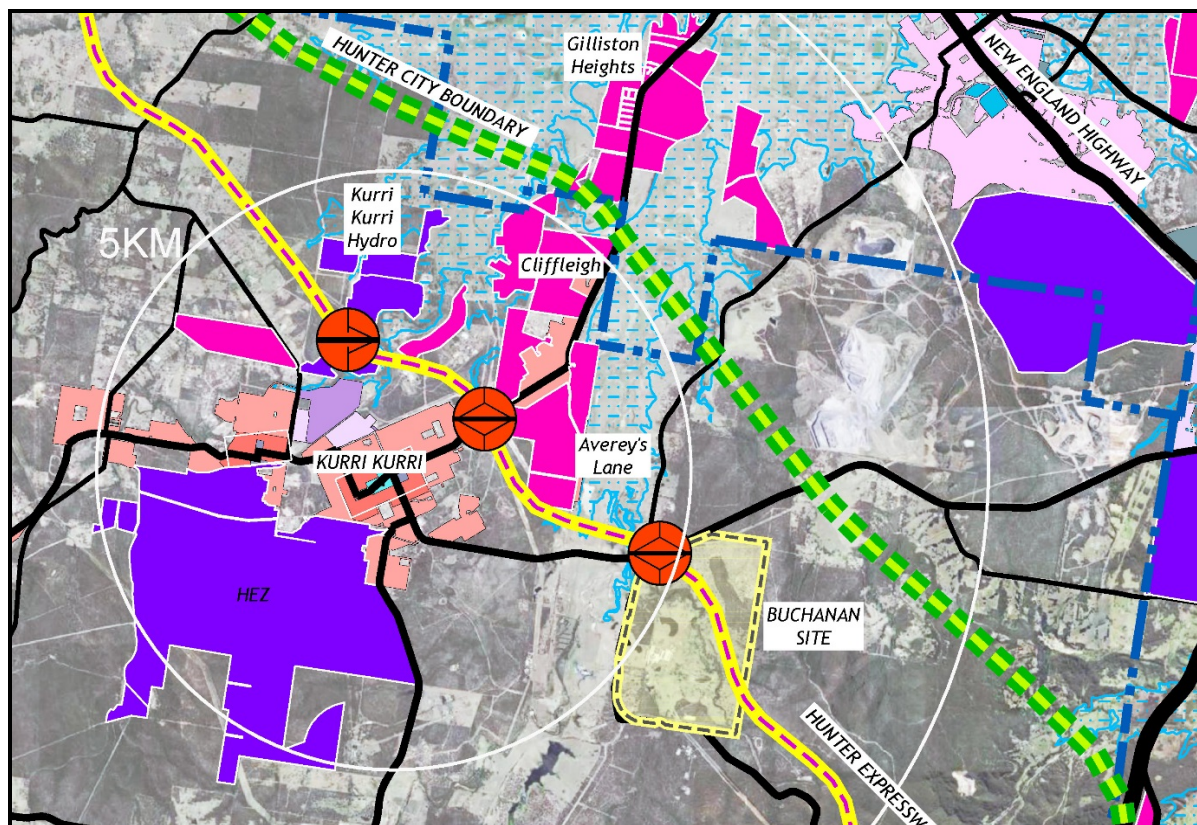 Gilliston
Heights
HUNTER CITY BOUNDARY
NEW ENGLAND HIGHWAY
Kurri
Kurri
Hydro
5KM
Cliffleigh
Averey's
Lane
KURRI KURRI
HEZ
BUCHANAN
SITE
HUNTER EXPRESSW